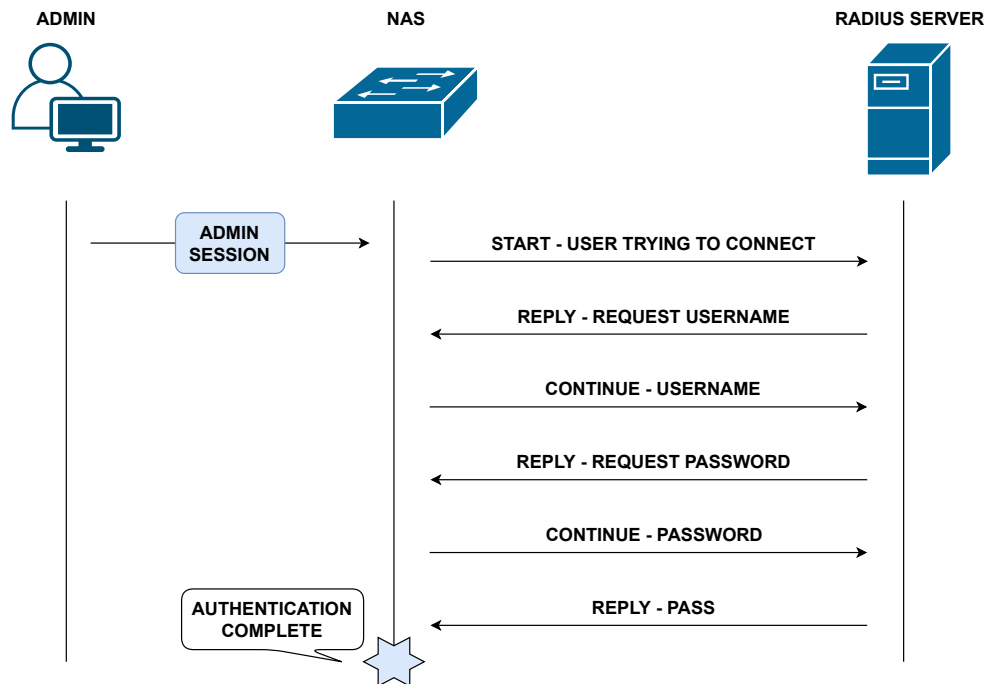 ADMIN
NAS
RADIUS SERVER
ADMIN
SESSION
START - USER TRYING TO CONNECT
REPLY - REQUEST USERNAME
CONTINUE - USERNAME
REPLY - REQUEST PASSWORD
CONTINUE - PASSWORD
AUTHENTICATION
COMPLETE
REPLY - PASS